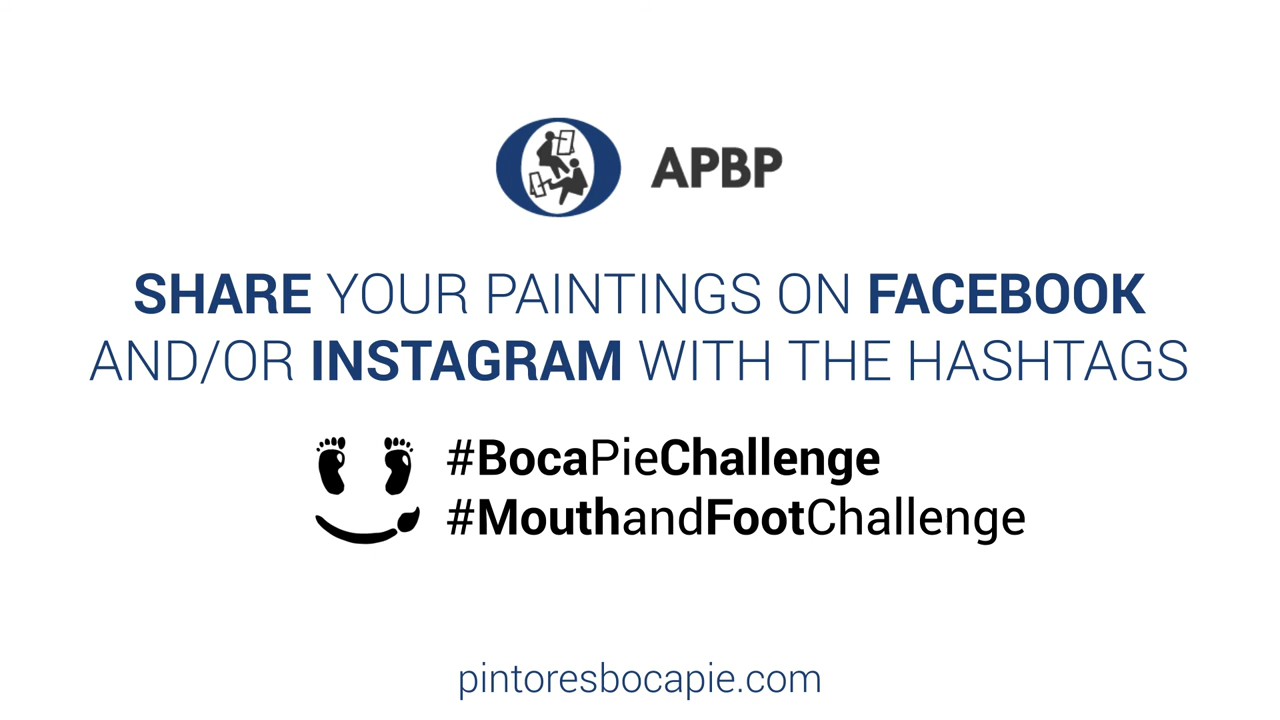 APBP
SHARE YOUR PAINTINGS ON FACEBOOK
AND/OR INSTAGRAM WITH THE HASHTAGS
#BocaPieChallenge
#MouthandFootChallenge
pintoresbocapie.com